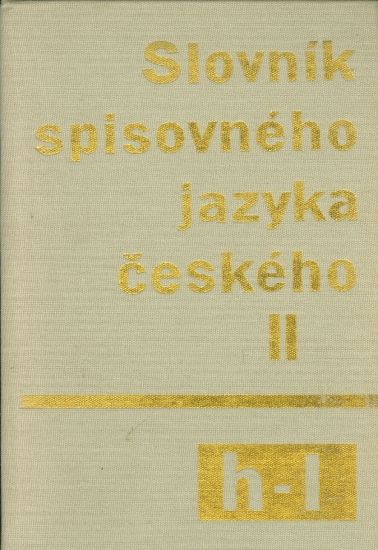 Slovník
spisovného
jazyka
českého
II
h-l